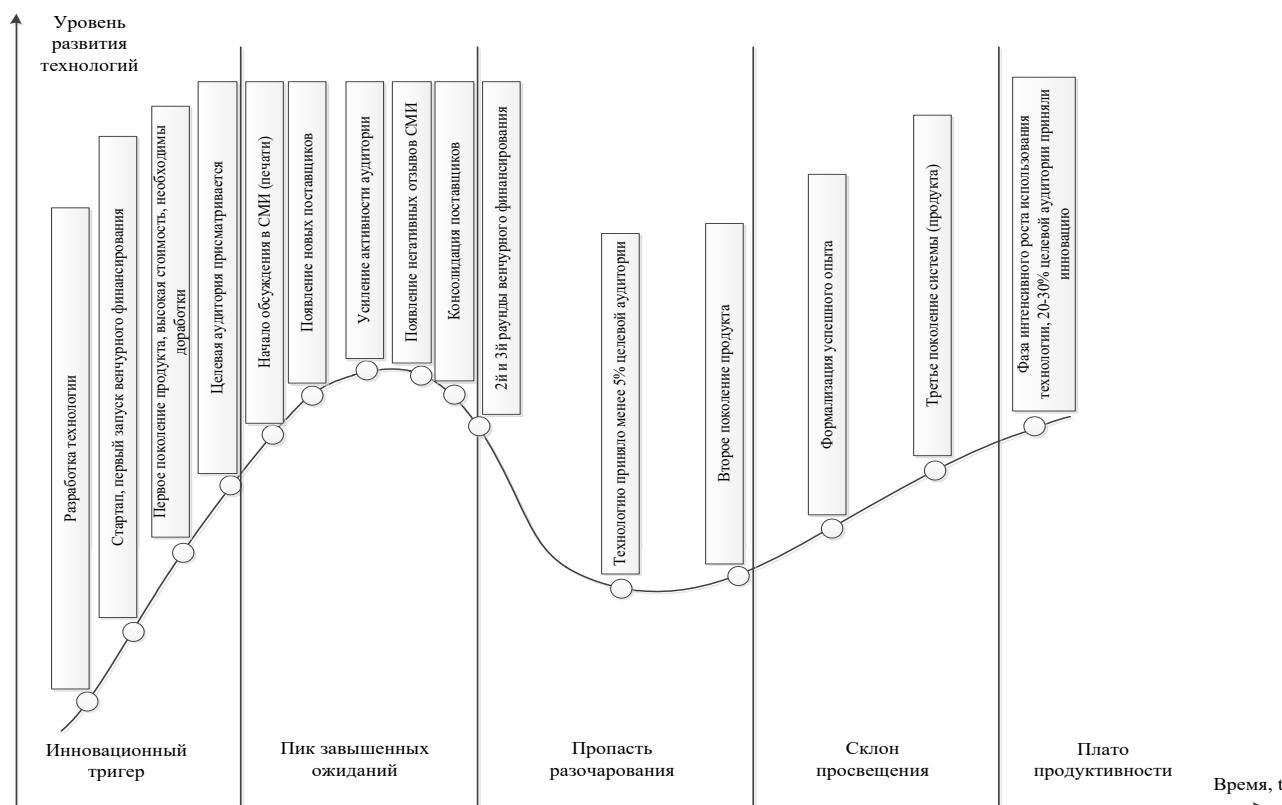 Уровень
развития
технологий
Разработка технологии
Стартап, первый запуск венчурного финансирования
Первое поколение продукта, высокая стоимость, необходимы
доработки
Целевая аудитория присматривается
Начало обсуждения в СМИ (печати)
Появление новых поставщиков
Усиление активности аудитории
Появление негативных отзывов СМИ
Консолидация поставщиков
2й и 3й раунды венчурного финансирования
Технологию приняло менее 5% целевой аудитории
Второе поколение продукта
Формализация успешного опыта
Третье поколение системы (продукта)
Фаза интенсивного роста использования
технологии, 20-30% целевой аудитории приняли
инновацию
Инновационный
тригер
Пик завышенных
ожиданий
Пропасть
разочарования
Склон
просвещения
Плато
продуктивности
Время, t